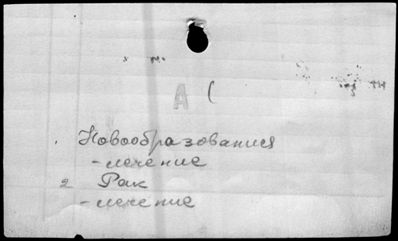 А (
Новообразования
- лечение
2 Рак
- лечение